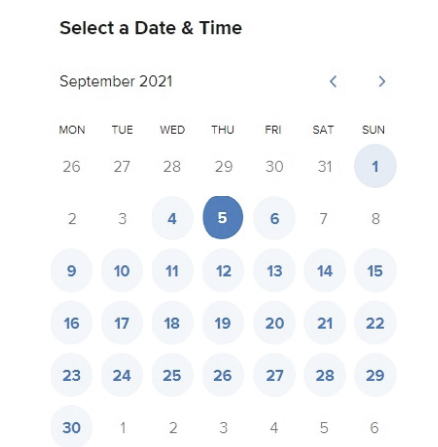 Select a Date & Time
September 2021
MON TUE WED THU FRI SAT SUN
26 27 28 29 30 31 1
2 3 4 5 6 7 8
9 10 11 12 13 14 15
16 17 18 19 20 21 22
23 24 25 26 27 28 29
30 1 2 3 4 5 6